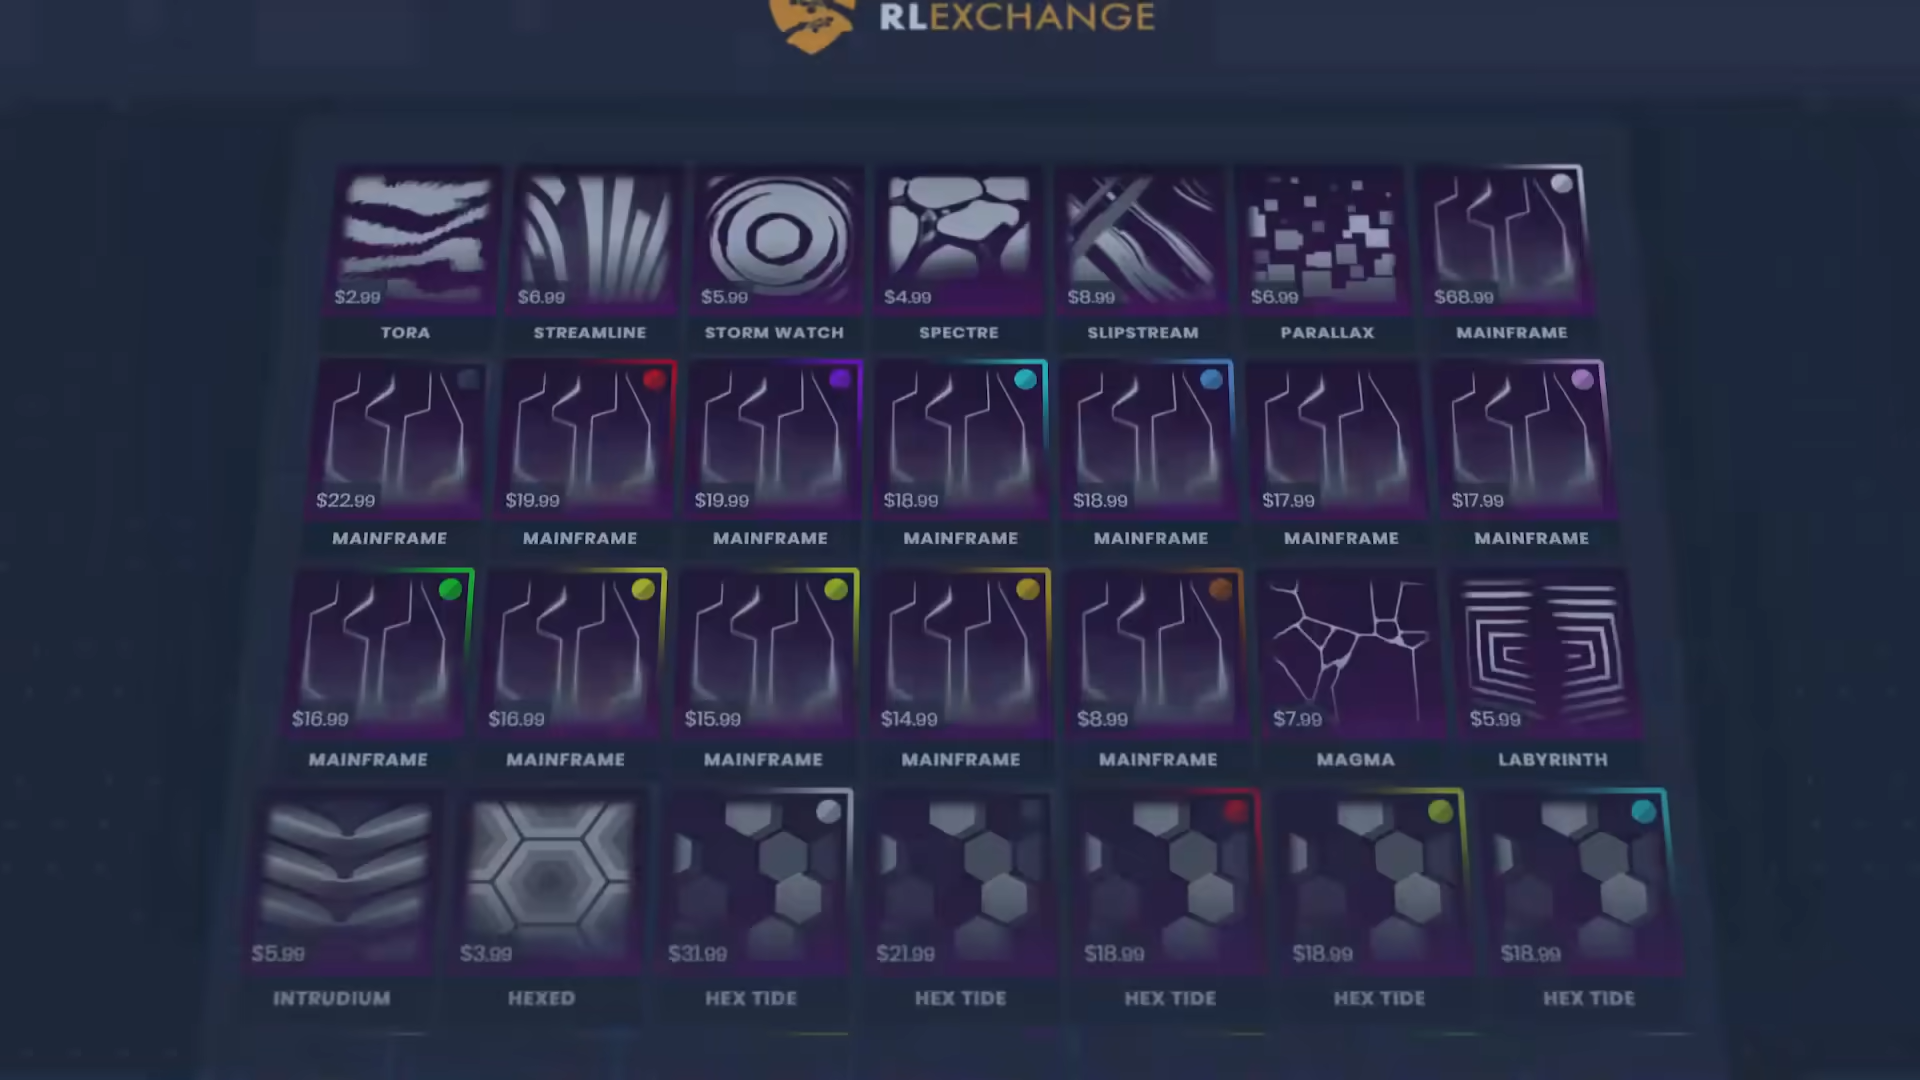 RLEXCHANGE
$2.99 $6.99 $5.99 $4.99 $8.99 $6.99 $68.99
TORA STREAMLINE STORM WATCH SPECTRE SLIPSTREAM PARALLAX MAINFRAME
$22.99 $19.99 $19.99 $18.99 $18.99 $17.99 $17.99
MAINFRAME MAINFRAME MAINFRAME MAINFRAME MAINFRAME MAINFRAME MAINFRAME
$16.99 $16.99 $15.99 $14.99 $8.99 $7.99 $5.99
MAINFRAME MAINFRAME MAINFRAME MAINFRAME MAINFRAME MAGMA LABYRINTH
$5.99 $3.99 $31.99 $21.99 $18.99 $18.99 $18.99
INTRUDIUM HEXED HEX TIDE HEX TIDE HEX TIDE HEX TIDE HEX TIDE